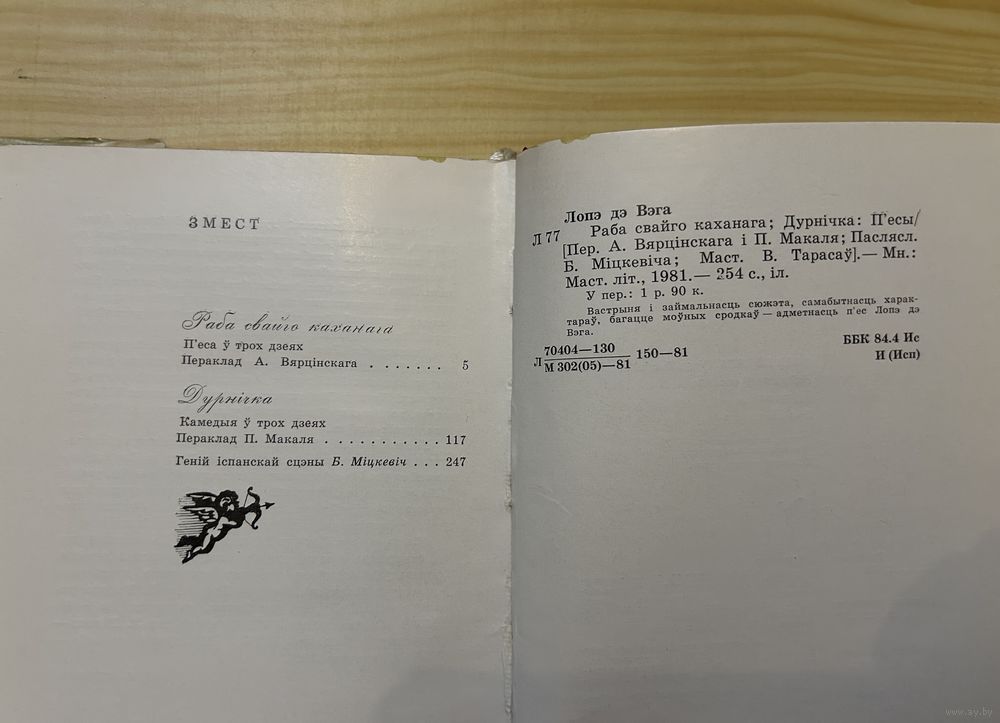 ЗМЕСТ
Раба свайго каханага
П'еса ў трох дзеях
Пераклад А. Вярцінскага . . . . . . . 5
Дурнічка
Камедыя ў трох дзеях
Пераклад П. Макаля . . . . . . . . . . . 117
Геній іспанскай сцэны Б. Міцкевіч . . . 247
Лопэ дэ Вэга
Л 77 Раба свайго каханага; Дурнічка: П'есы/
[Пер. А. Вярцінскага і П. Макаля; Паслясл.
Б. Міцкевіча; Маст. В. Тарасаў].— Мн.:
Маст. літ., 1981.— 254 с., іл.
У пер.: 1 р. 90 к.
Вастрыня і займальнасць сюжэта, самабытнасць харак-
тараў, багацце моўных сродкаў — адметнасць п'ес Лопэ дэ
Вэга.
Л 70404—130 150—81
М 302(05)—81
ББК 84.4 Ис
И (Исп)
www.ay.by